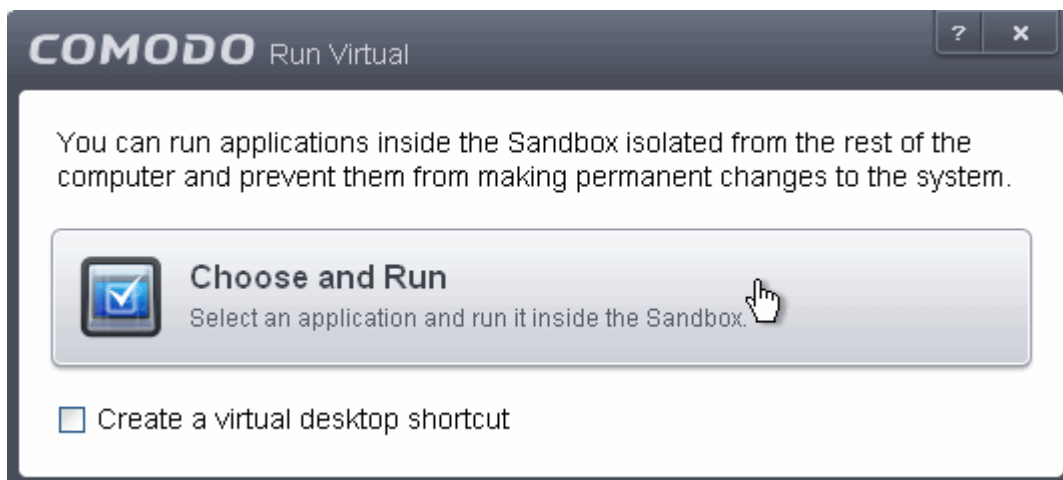 COMODO Run Virtual
? x
You can run applications inside the Sandbox isolated from the rest of the
computer and prevent them from making permanent changes to the system.
Choose and Run
Select an application and run it inside the Sandbox.
Create a virtual desktop shortcut